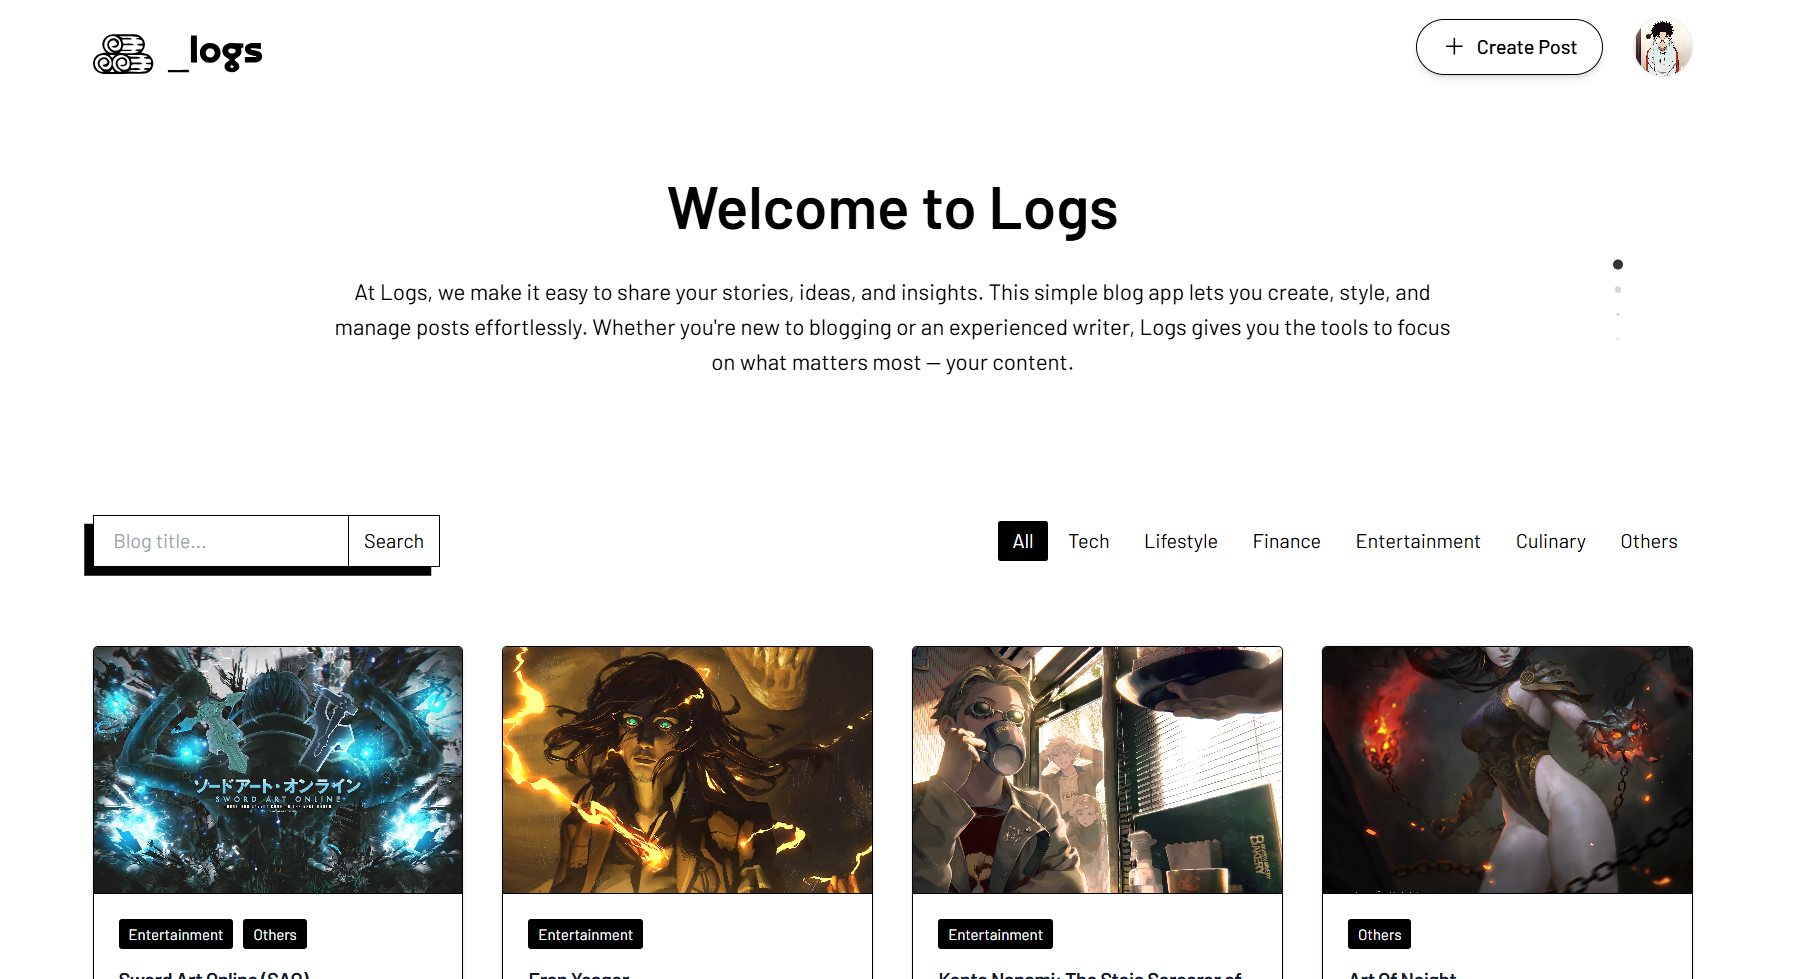 _logs
Create Post
Welcome to Logs
At Logs, we make it easy to share your stories, ideas, and insights. This simple blog app lets you create, style, and
manage posts effortlessly. Whether you're new to blogging or an experienced writer, Logs gives you the tools to focus
on what matters most — your content.
Blog title...
Search
All
Tech
Lifestyle
Finance
Entertainment
Culinary
Others
ソードアート・オンライン
SWORD ART ONLINE
BAKERY
Entertainment
Others
Entertainment
Entertainment
Others
Sword Art Online (SAO)
Eren Yeager
Kento Nanami: The Stoic Sorcerer of
Art Of Neight